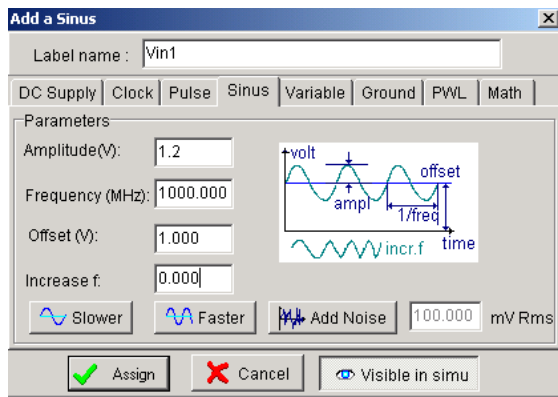 Add a Sinus
Label name : Vin1
DC Supply Clock Pulse Sinus Variable Ground PWL Math
Parameters
Amplitude(V): 1.2
Frequency (MHz): 1000.000
Offset (V): 1.000
Increase f: 0.000
volt
offset
ampl
1/freq
time
incr.f
Slower Faster Add Noise 100.000 mV Rms
Assign Cancel Visible in simu